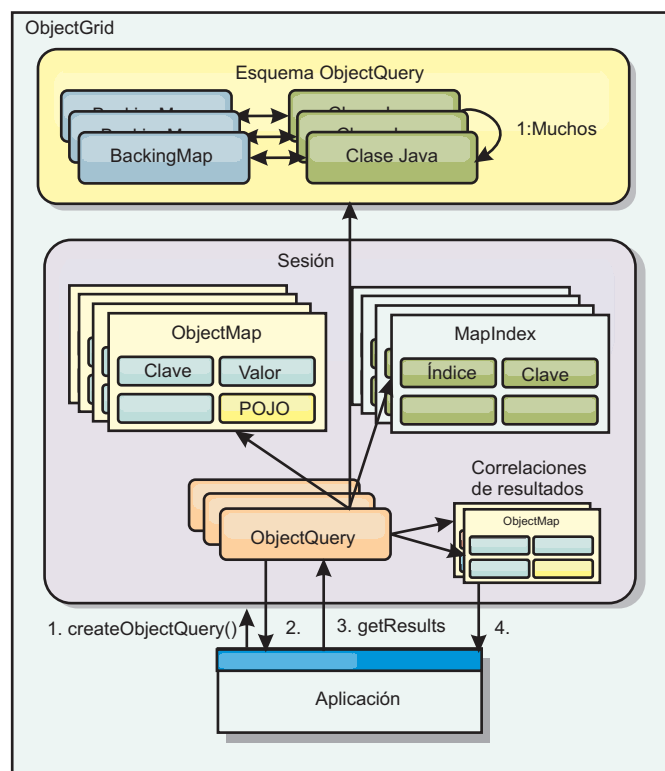 ObjectGrid
Esquema ObjectQuery
BackingMap
Clase Java
1:Muchos
Sesión
ObjectMap
Clave
Valor
POJO
MapIndex
Índice
Clave
Correlaciones
de resultados
ObjectMap
ObjectQuery
1. createObjectQuery()
2.
3. getResults
4.
Aplicación